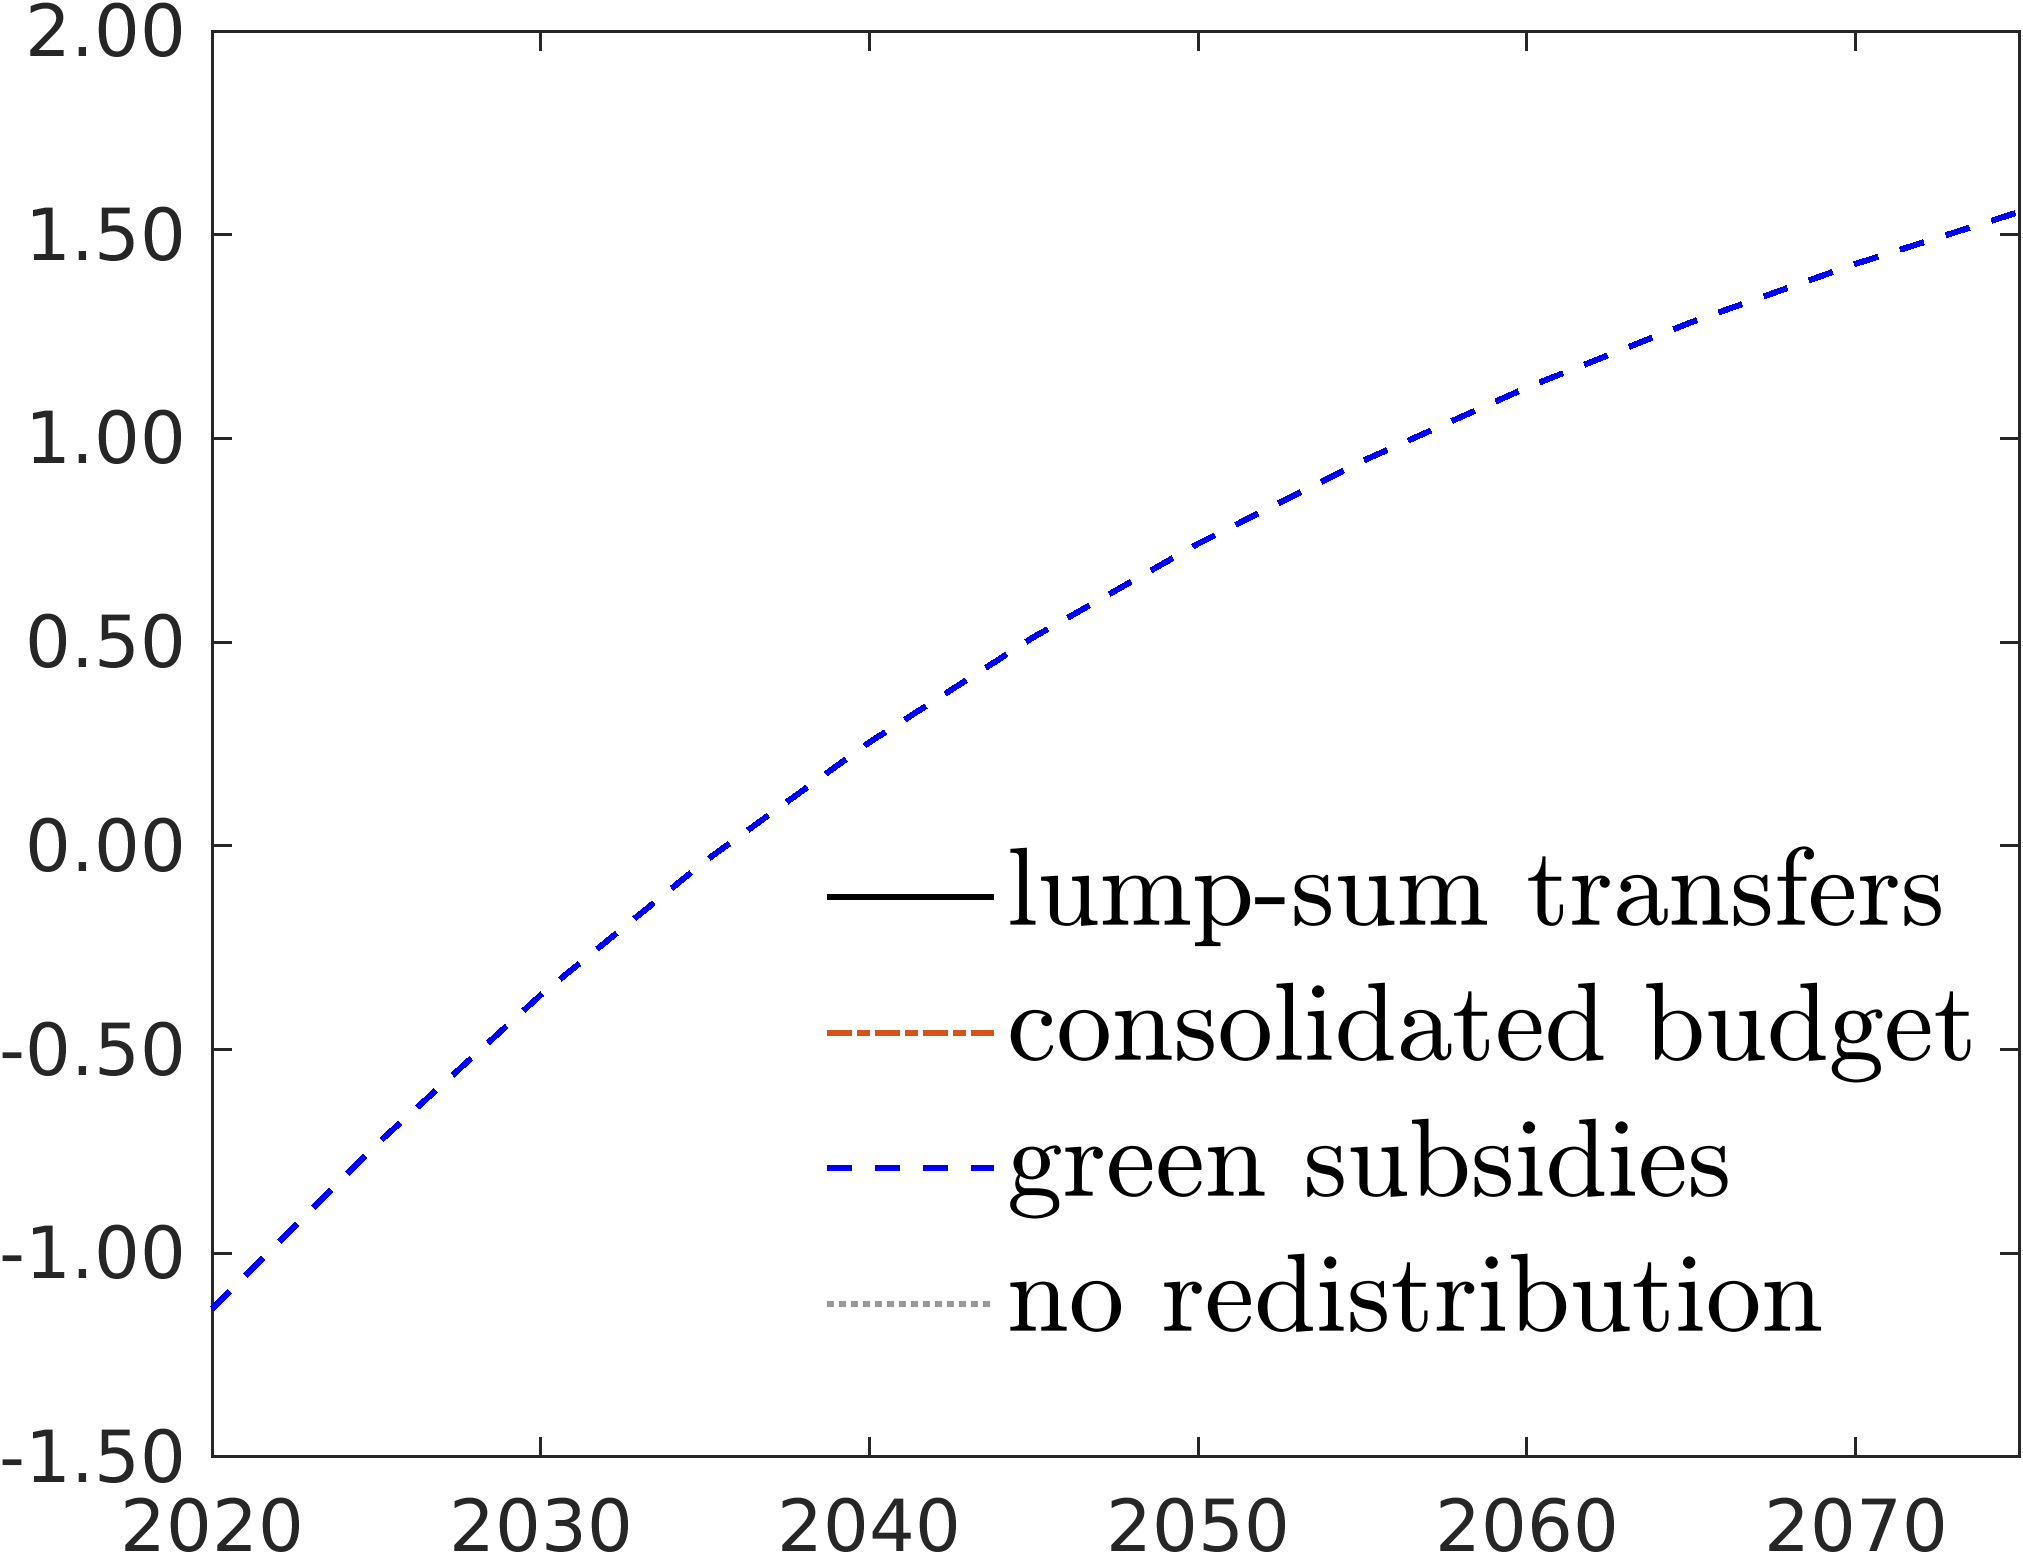 2.00
1.50
1.00
0.50
0.00
-0.50
-1.00
-1.50
lump-sum transfers
consolidated budget
green subsidies
no redistribution
2020 2030 2040 2050 2060 2070